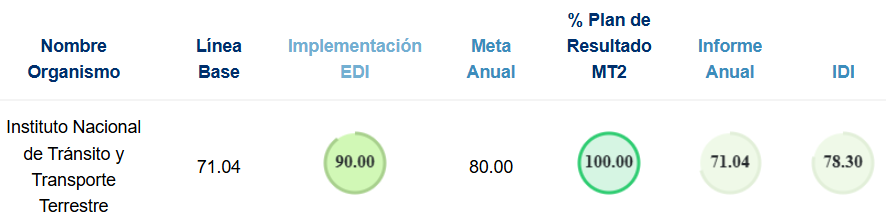 Nombre Organismo
Línea Base
Implementación EDI
Meta Anual
% Plan de Resultado MT2
Informe Anual
IDI
Instituto Nacional de Tránsito y Transporte Terrestre
71.04
90.00
80.00
100.00
71.04
78.30